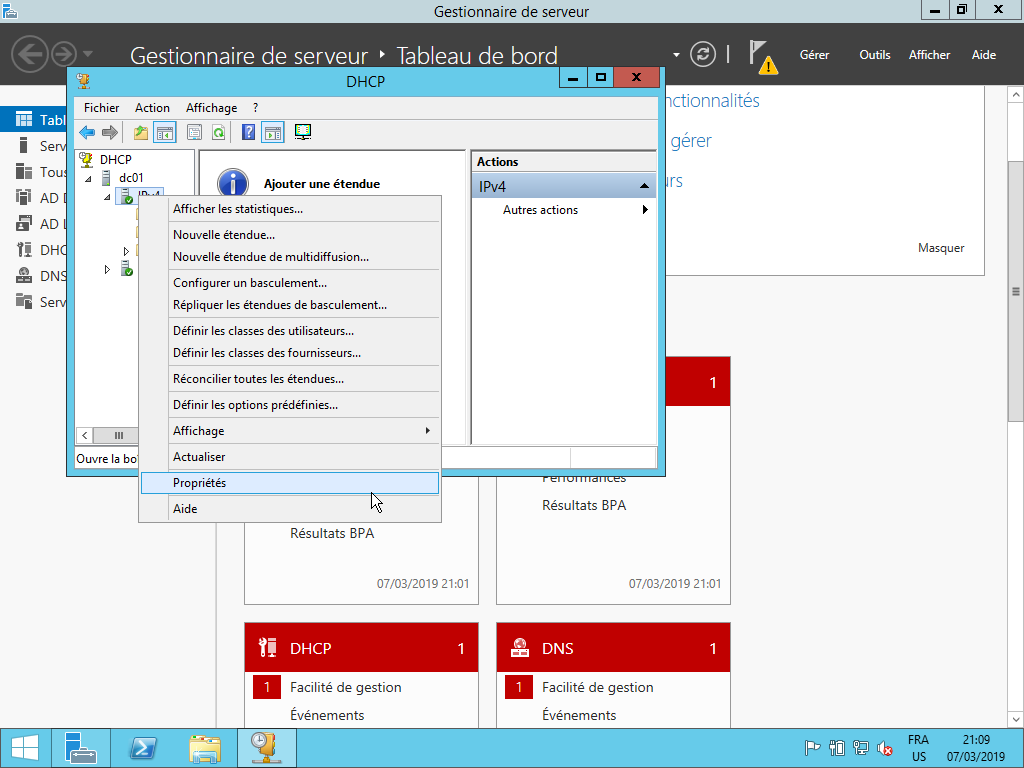 Gestionnaire de serveur
Gestionnaire de serveur
Tableau de bord
Gérer
Outils
Afficher
Aide
DHCP
Fichier
Action
Affichage
?
DHCP
dc01
IPv4
Ajouter une étendue
Actions
IPv4
Autres actions
Afficher les statistiques...
Nouvelle étendue...
Nouvelle étendue de multidiffusion...
Configurer un basculement...
Répliquer les étendues de basculement...
Définir les classes des utilisateurs...
Définir les classes des fournisseurs...
Réconcilier toutes les étendues...
Définir les options prédéfinies...
Affichage
Actualiser
Propriétés
Aide
Ouvre la bo
Tabl
Serv
Tous
AD D
AD L
DHC
DNS
Serv
nctionnalités
gérer
urs
Masquer
1
Performances
Résultats BPA
Résultats BPA
07/03/2019 21:01
07/03/2019 21:01
DHCP 1
1 Facilité de gestion
Événements
DNS 1
1 Facilité de gestion
Événements
FRA
US
21:09
07/03/2019